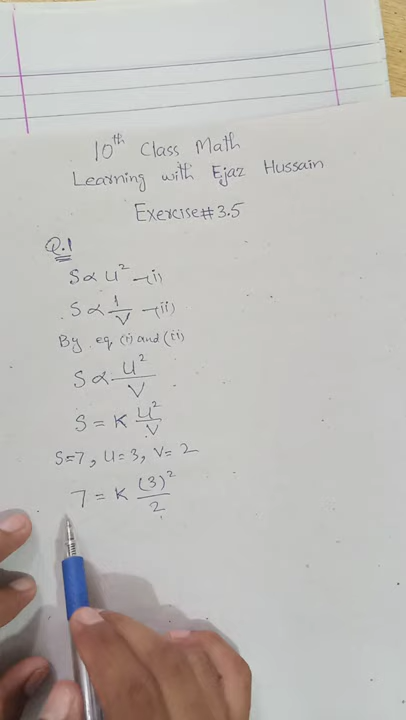 10th Class Math
Learning with Ejaz Hussain
Exercise#3.5
Q.1
S∝U² —(i)
S∝1/V —(ii)
By eq (i) and (ii)
S∝U²/V
S = K U²/V
S=7, U=3, V=2
7 = K (3)²/2